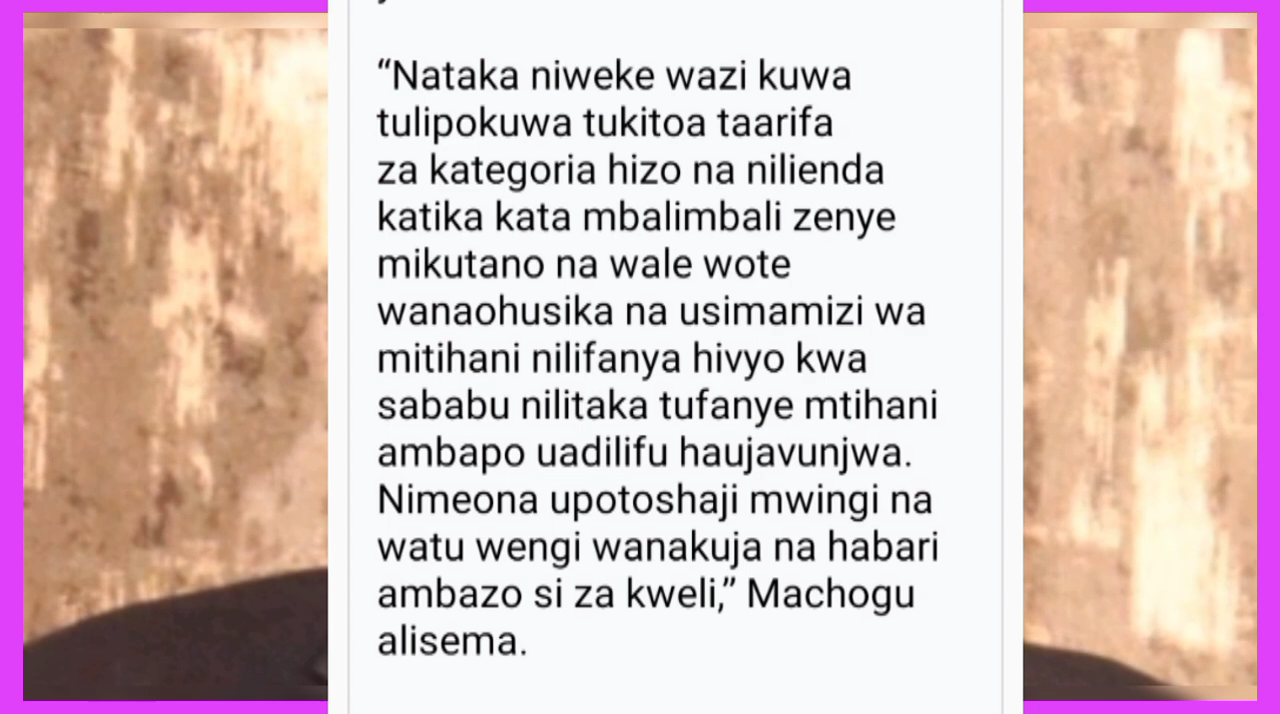 “Nataka niweke wazi kuwa
tulipokuwa tukitoa taarifa
za kategoria hizo na nilienda
katika kata mbalimbali zenye
mikutano na wale wote
wanaohusika na usimamizi wa
mitihani nilifanya hivyo kwa
sababu nilitaka tufanye mtihani
ambapo uadilifu haujavunjwa.
Nimeona upotoshaji mwingi na
watu wengi wanakuja na habari
ambazo si za kweli,” Machogu
alisema.